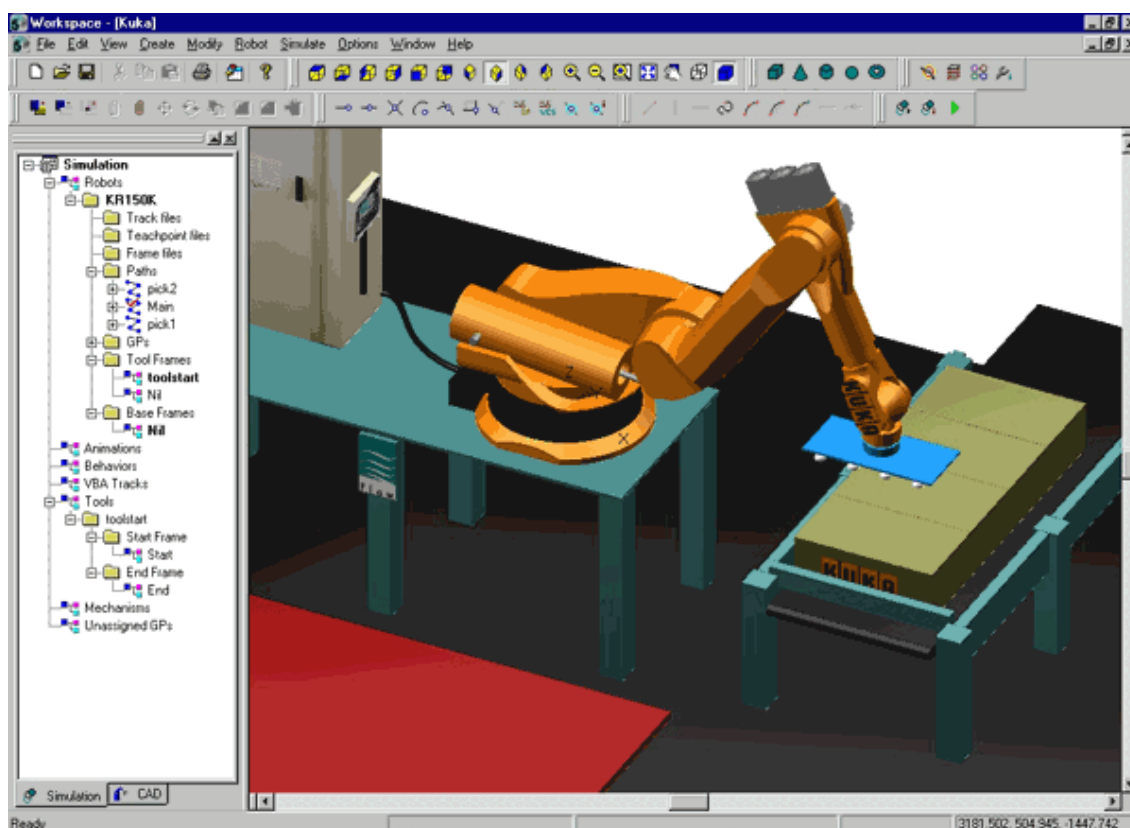 Workspace - [Kuka]
File Edit View Create Modify Robot Simulate Options Window Help
Simulation
Robots
KR150K
Track files
Teachpoint files
Frame files
Paths
pick2
Main
pick1
GPs
Tool Frames
toolstart
Nil
Base Frames
Nil
Animations
Behaviors
VBA Tracks
Tools
toolstart
Start Frame
Start
End Frame
End
Mechanisms
Unassigned GPs
Z
X
flow
KUKA
KUKA
Simulation CAD
Ready
3181.502, 504.945, -1447.742